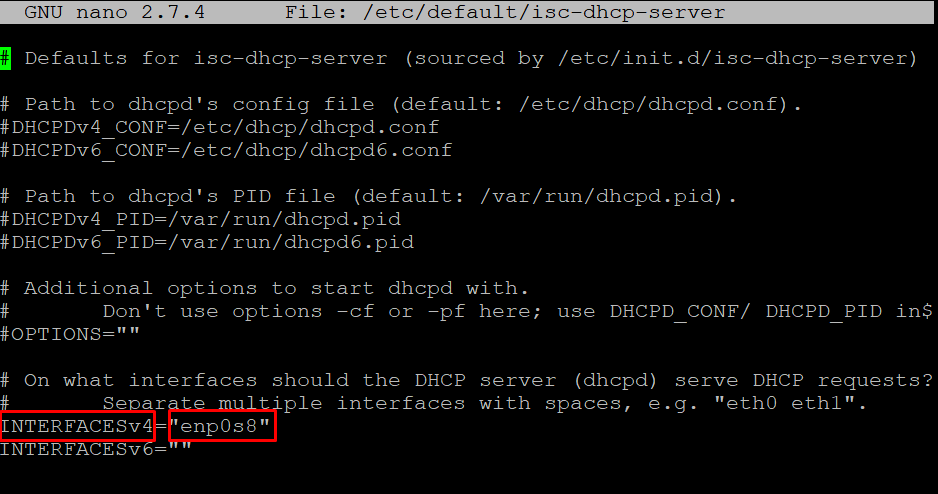 GNU nano 2.7.4 File: /etc/default/isc-dhcp-server
# Defaults for isc-dhcp-server (sourced by /etc/init.d/isc-dhcp-server)
# Path to dhcpd's config file (default: /etc/dhcp/dhcpd.conf).
#DHCPDv4_CONF=/etc/dhcp/dhcpd.conf
#DHCPDv6_CONF=/etc/dhcp/dhcpd6.conf
# Path to dhcpd's PID file (default: /var/run/dhcpd.pid).
#DHCPDv4_PID=/var/run/dhcpd.pid
#DHCPDv6_PID=/var/run/dhcpd6.pid
# Additional options to start dhcpd with.
#       Don't use options -cf or -pf here; use DHCPD_CONF/ DHCPD_PID in$
#OPTIONS=""
# On what interfaces should the DHCP server (dhcpd) serve DHCP requests?
#       Separate multiple interfaces with spaces, e.g. "eth0 eth1".
INTERFACESv4="enp0s8"
INTERFACESv6=""